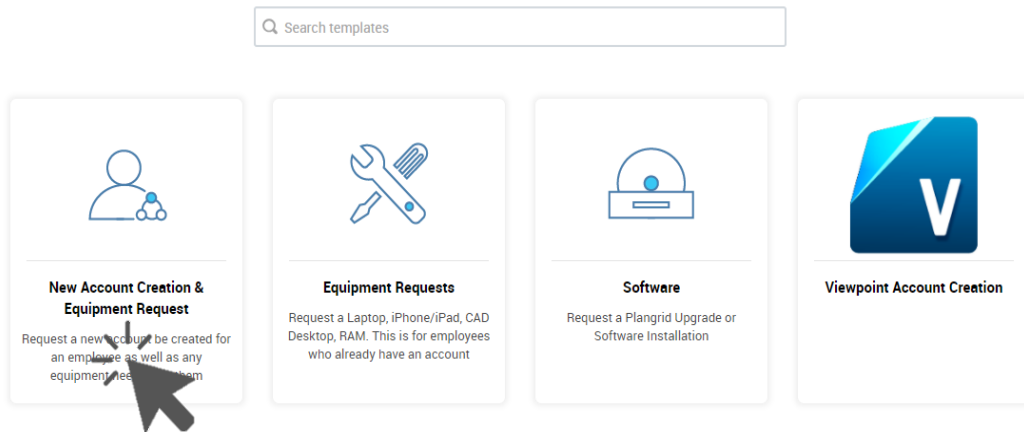 Search templates
New Account Creation &
Equipment Request
Request a new account be created for
an employee as well as any
equipment them
Equipment Requests
Request a Laptop, iPhone/iPad, CAD
Desktop, RAM. This is for employees
who already have an account
Software
Request a Plangrid Upgrade or
Software Installation
V
Viewpoint Account Creation